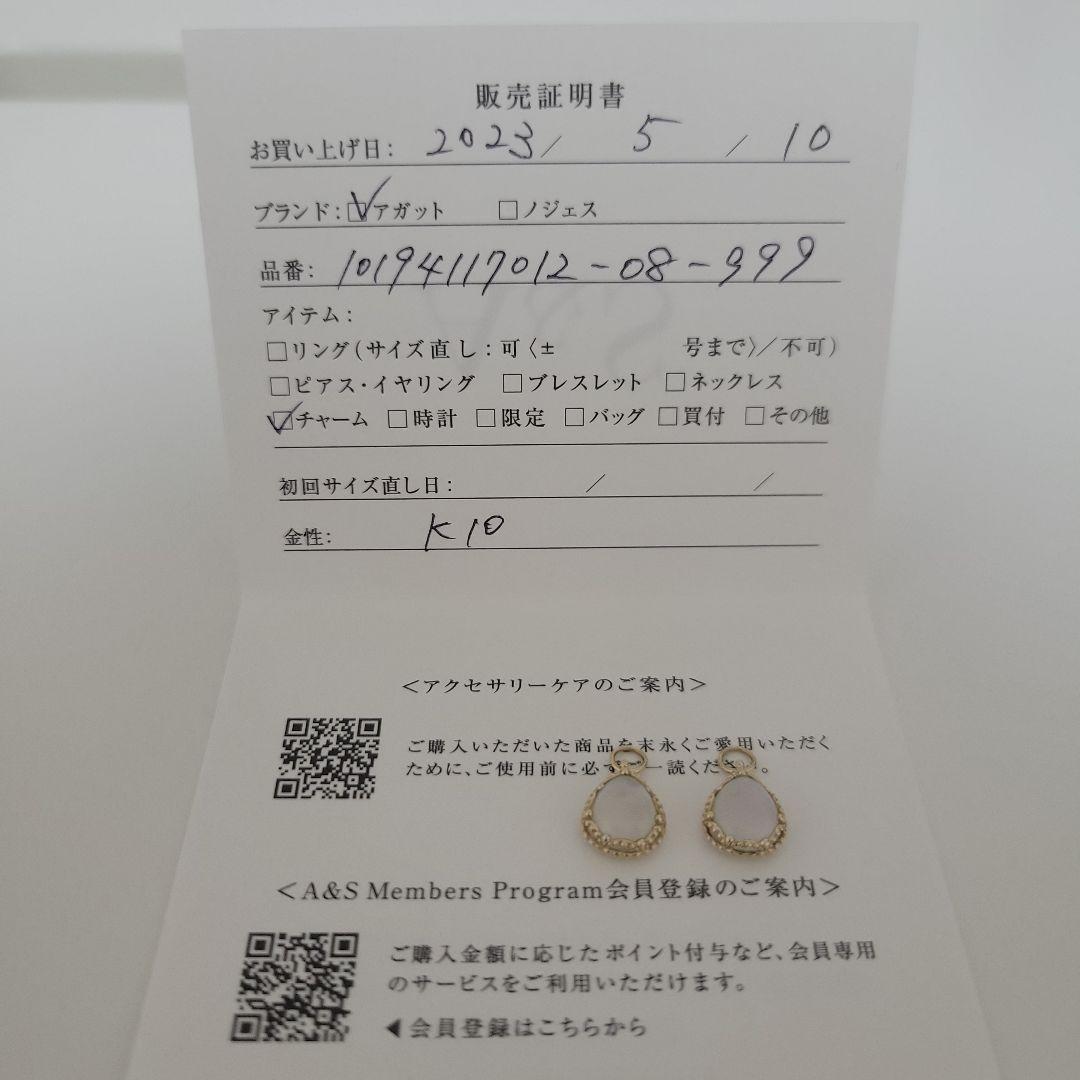 販売証明書
お買い上げ日: 2023/ 5 / 10
ブランド: ☑アガット □ノジェス
品番: 10194117012-08-999
アイテム:
□リング(サイズ直し:可〈± 号まで〉/不可)
□ピアス・イヤリング □ブレスレット □ネックレス
☑チャーム □時計 □限定 □バッグ □買付 □その他
初回サイズ直し日: / /
金性: K10
<アクセサリーケアのご案内>
ご購入いただいた商品を末永くご愛用いただく
ために、ご使用前に必ずご一読ください。
<A&S Members Program会員登録のご案内>
ご購入金額に応じたポイント付与など、会員専用
のサービスをご利用いただけます。
◀会員登録はこちらから